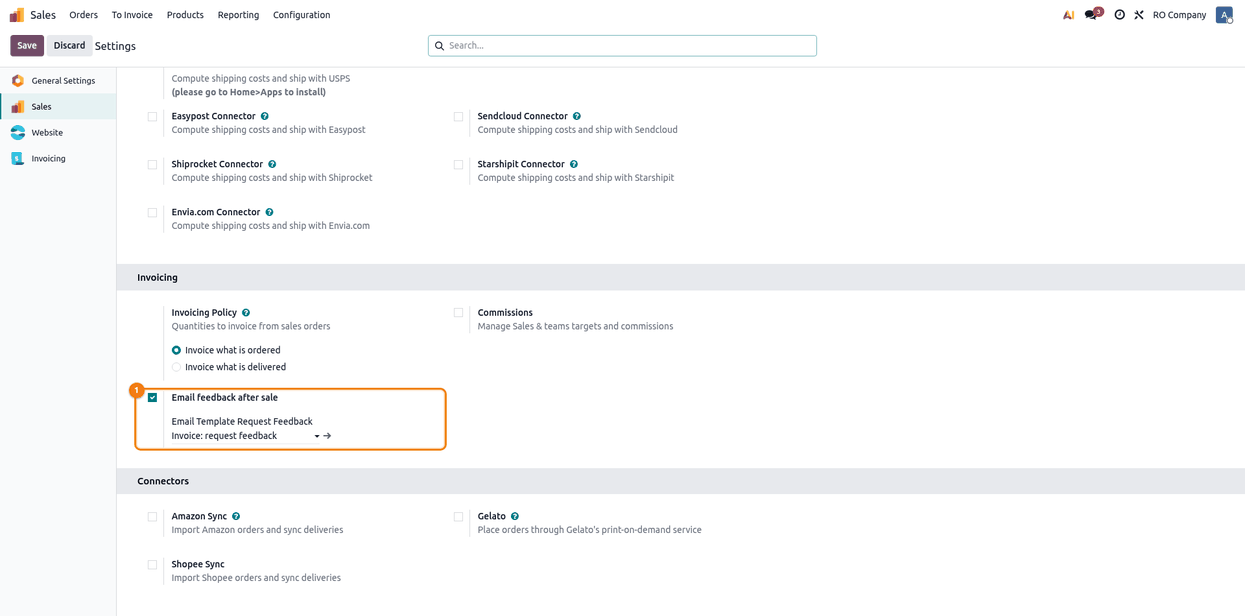 Sales
Orders
To Invoice
Products
Reporting
Configuration
AI
3
RO Company
A
Save
Discard
Settings
Search...
General Settings
Sales
Website
Invoicing
Compute shipping costs and ship with USPS
(please go to Home>Apps to install)
Easypost Connector ?
Compute shipping costs and ship with Easypost
Sendcloud Connector ?
Compute shipping costs and ship with Sendcloud
Shiprocket Connector ?
Compute shipping costs and ship with Shiprocket
Starshipit Connector ?
Compute shipping costs and ship with Starshipit
Envia.com Connector ?
Compute shipping costs and ship with Envia.com
Invoicing
Invoicing Policy ?
Quantities to invoice from sales orders
Invoice what is ordered
Invoice what is delivered
Commissions
Manage Sales & teams targets and commissions
1
Email feedback after sale
Email Template Request Feedback
Invoice: request feedback
Connectors
Amazon Sync ?
Import Amazon orders and sync deliveries
Gelato ?
Place orders through Gelato's print-on-demand service
Shopee Sync
Import Shopee orders and sync deliveries